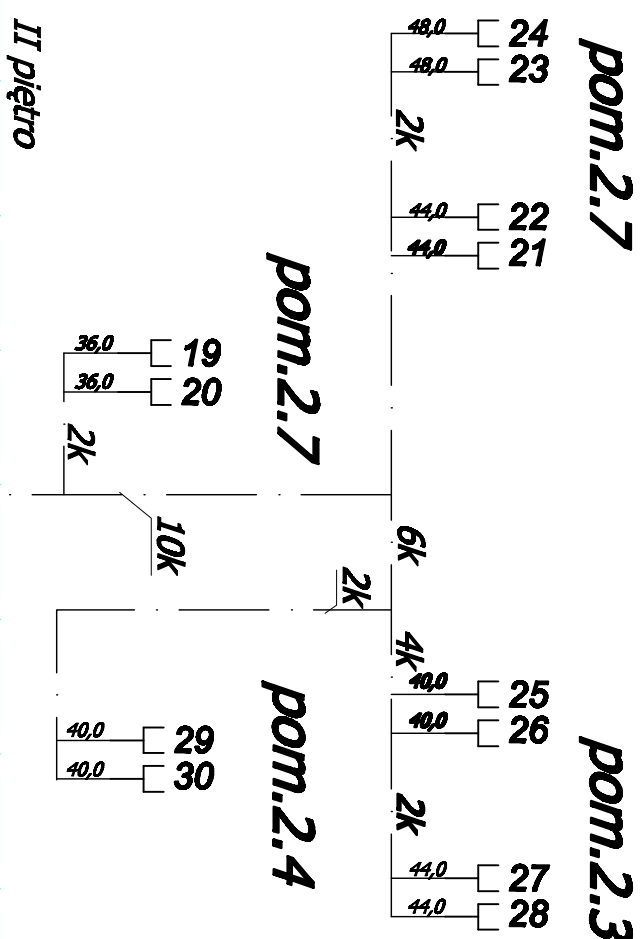 48,0 24
48,0 23
pom.2.7
II piętro
2k
44,0 22
44,0 21
pom.2.7
36,0 19
36,0 20
2k
10k
6k
2k
4k
40,0 25
40,0 26
pom.2.3
pom.2.4
40,0 29
40,0 30
2k
44,0 27
44,0 28